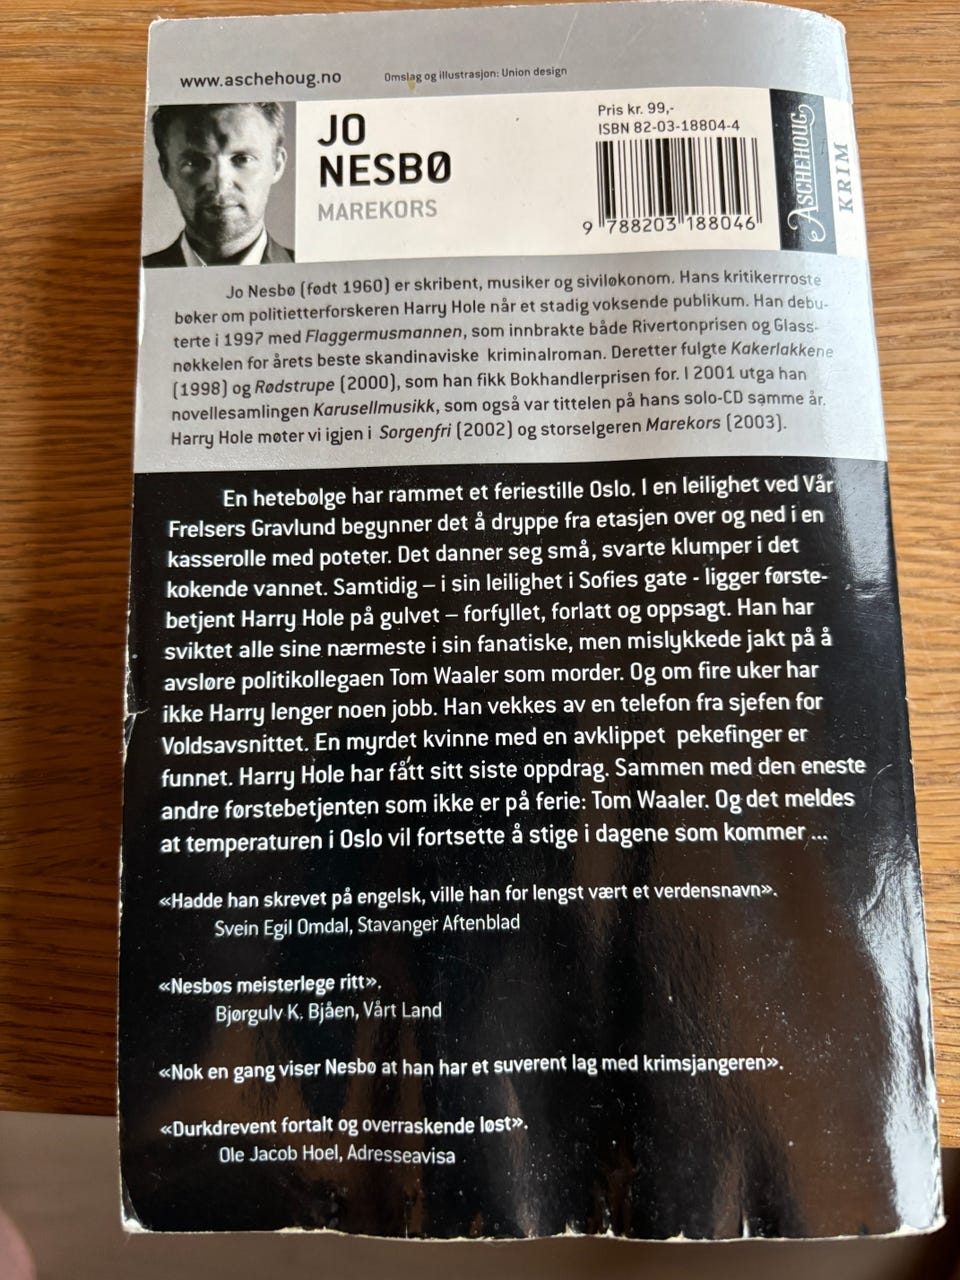 www.aschehoug.no
Omslag og illustrasjon: Union design
JO
NESBØ
MAREKORS
Pris kr. 99,-
ISBN 82-03-18804-4
9 788203 188046
ASCHEHOUG
KRIM
Jo Nesbø (født 1960) er skribent, musiker og siviløkonom. Hans kritikerrroste
bøker om politietterforskeren Harry Hole når et stadig voksende publikum. Han debu-
terte i 1997 med Flaggermusmannen, som innbrakte både Rivertonprisen og Glass-
nøkkelen for årets beste skandinaviske kriminalroman. Deretter fulgte Kakerlakkene
(1998) og Rødstrupe (2000), som han fikk Bokhandlerprisen for. I 2001 utga han
novellesamlingen Karusellmusikk, som også var tittelen på hans solo-CD samme år.
Harry Hole møter vi igjen i Sorgenfri (2002) og storselgeren Marekors (2003).
En hetebølge har rammet et feriestille Oslo. I en leilighet ved Vår
Frelsers Gravlund begynner det å dryppe fra etasjen over og ned i en
kasserolle med poteter. Det danner seg små, svarte klumper i det
kokende vannet. Samtidig – i sin leilighet i Sofies gate - ligger første-
betjent Harry Hole på gulvet – forfyllet, forlatt og oppsagt. Han har
sviktet alle sine nærmeste i sin fanatiske, men mislykkede jakt på å
avsløre politikollegaen Tom Waaler som morder. Og om fire uker har
ikke Harry lenger noen jobb. Han vekkes av en telefon fra sjefen for
Voldsavsnittet. En myrdet kvinne med en avklippet pekefinger er
funnet. Harry Hole har fått sitt siste oppdrag. Sammen med den eneste
andre førstebetjenten som ikke er på ferie: Tom Waaler. Og det meldes
at temperaturen i Oslo vil fortsette å stige i dagene som kommer ...
«Hadde han skrevet på engelsk, ville han for lengst vært et verdensnavn».
Svein Egil Omdal, Stavanger Aftenblad
«Nesbøs meisterlege ritt».
Bjørgulv K. Bjåen, Vårt Land
«Nok en gang viser Nesbø at han har et suverent lag med krimsjangeren».
«Durkdrevent fortalt og overraskende løst».
Ole Jacob Hoel, Adresseavisa